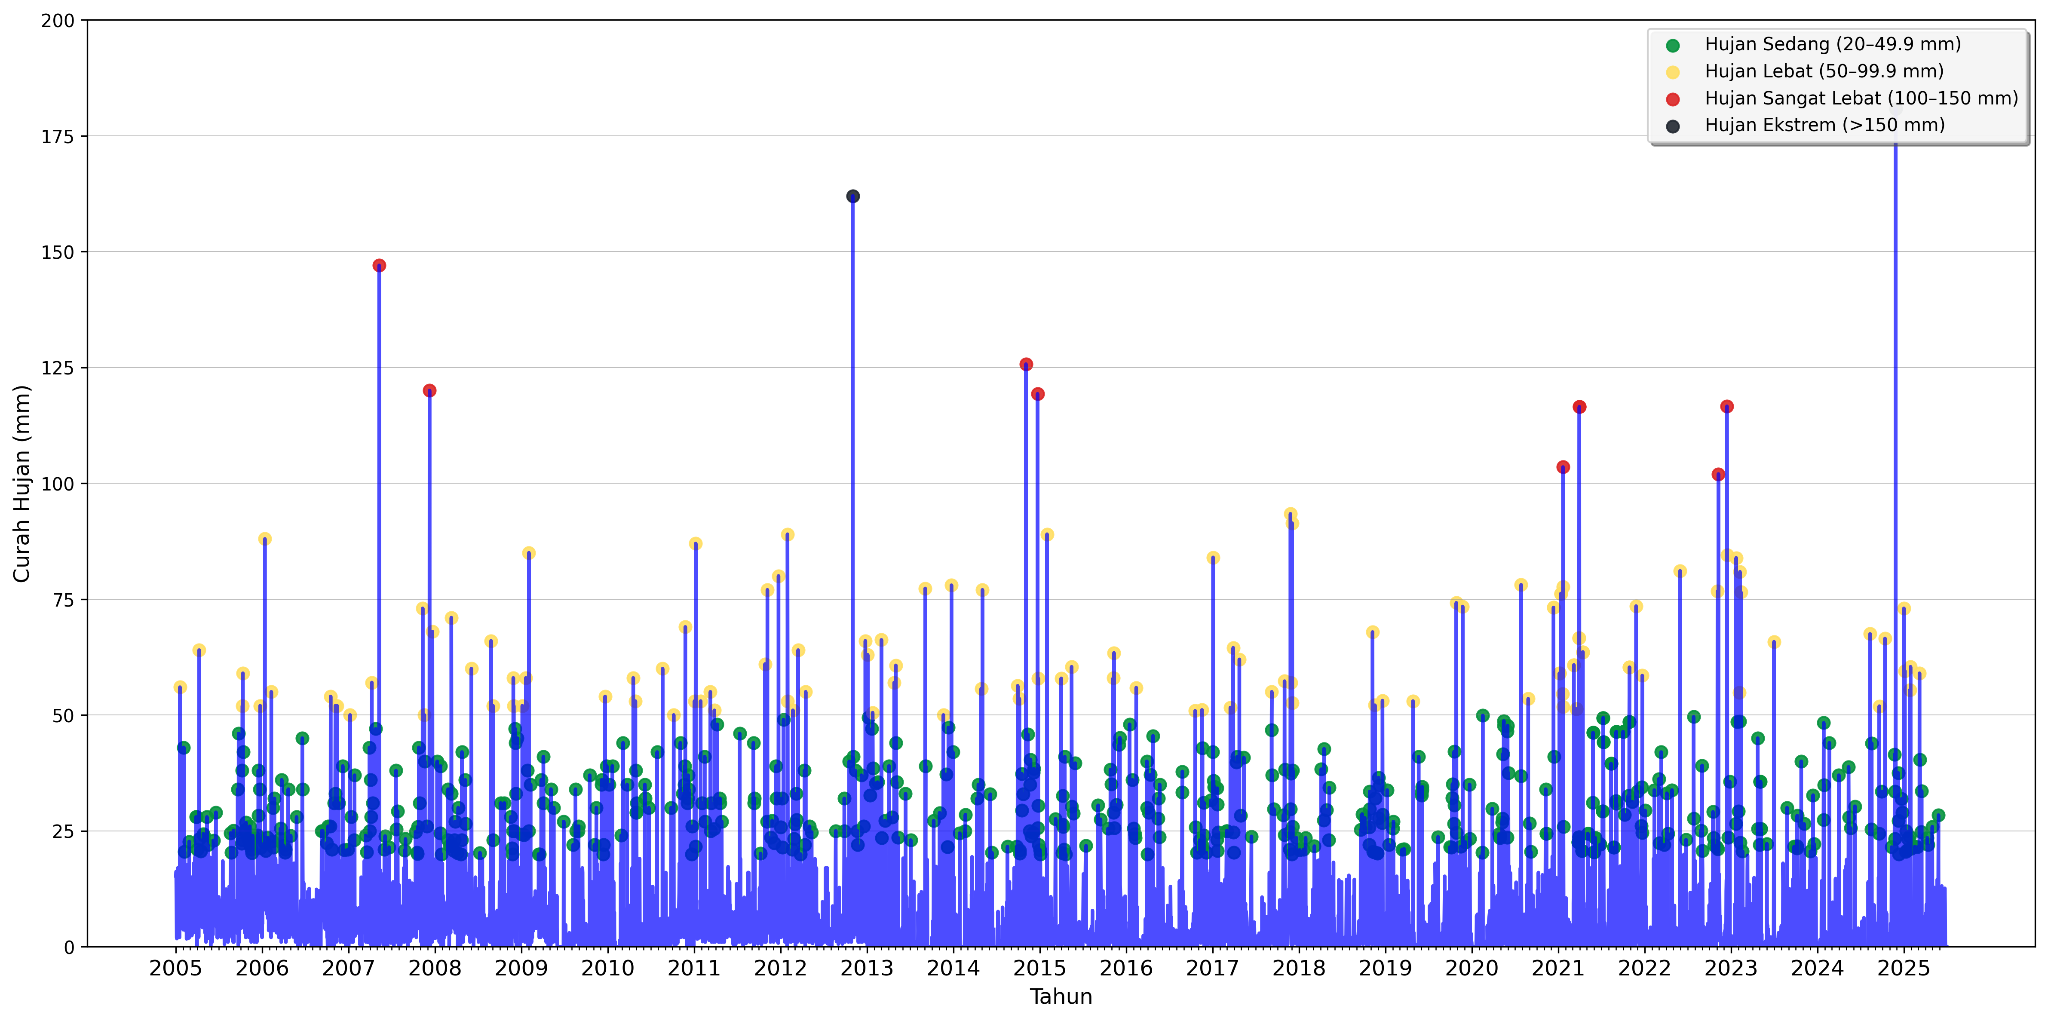 200
175
150
125
100
75
50
25
0
Curah Hujan (mm)
Hujan Sedang (20–49.9 mm)
Hujan Lebat (50–99.9 mm)
Hujan Sangat Lebat (100–150 mm)
Hujan Ekstrem (>150 mm)
2005 2006 2007 2008 2009 2010 2011 2012 2013 2014 2015 2016 2017 2018 2019 2020 2021 2022 2023 2024 2025
Tahun